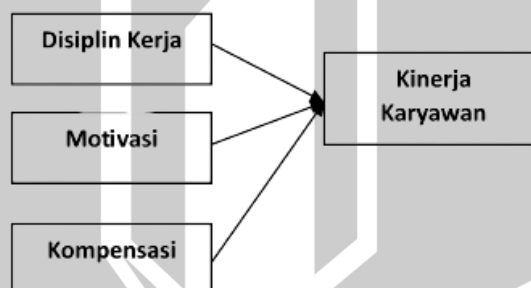 Disiplin Kerja
Motivasi
Kompensasi
Kinerja
Karyawan